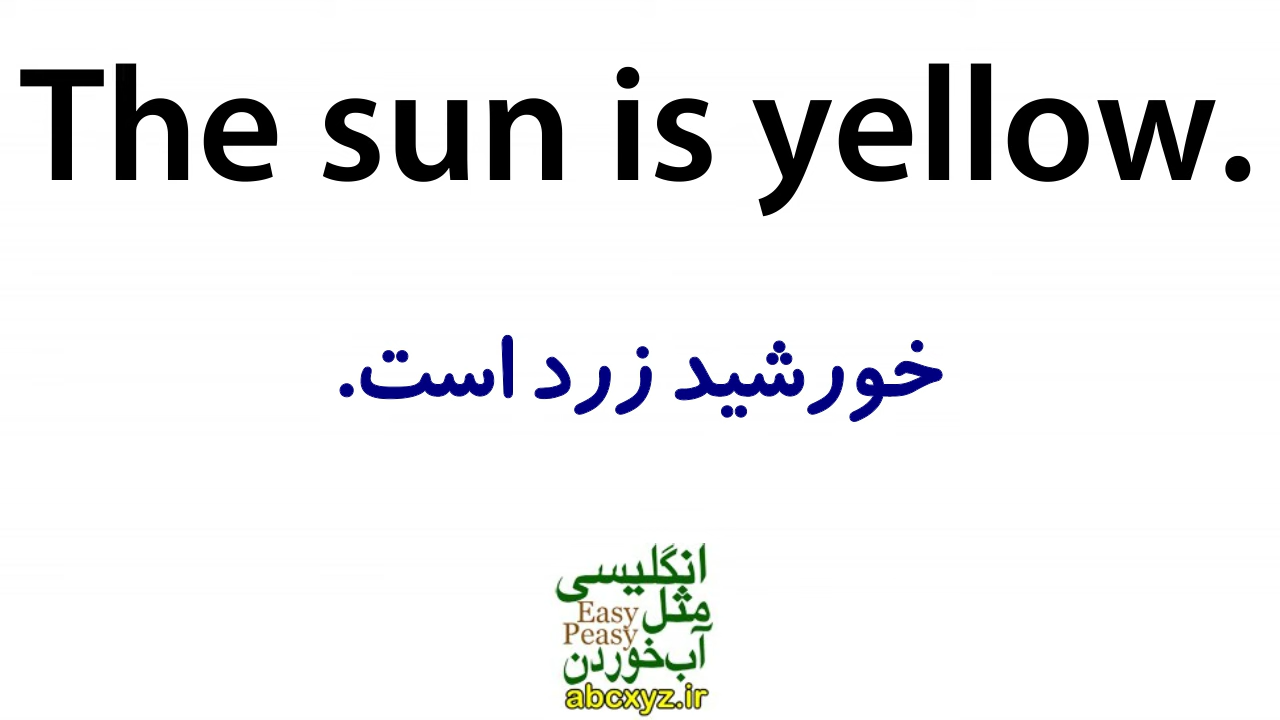 The sun is yellow.
خورشید زرد است.
انگلیسی
مثل Easy
Peasy
آب‌خوردن
abcxyz.ir